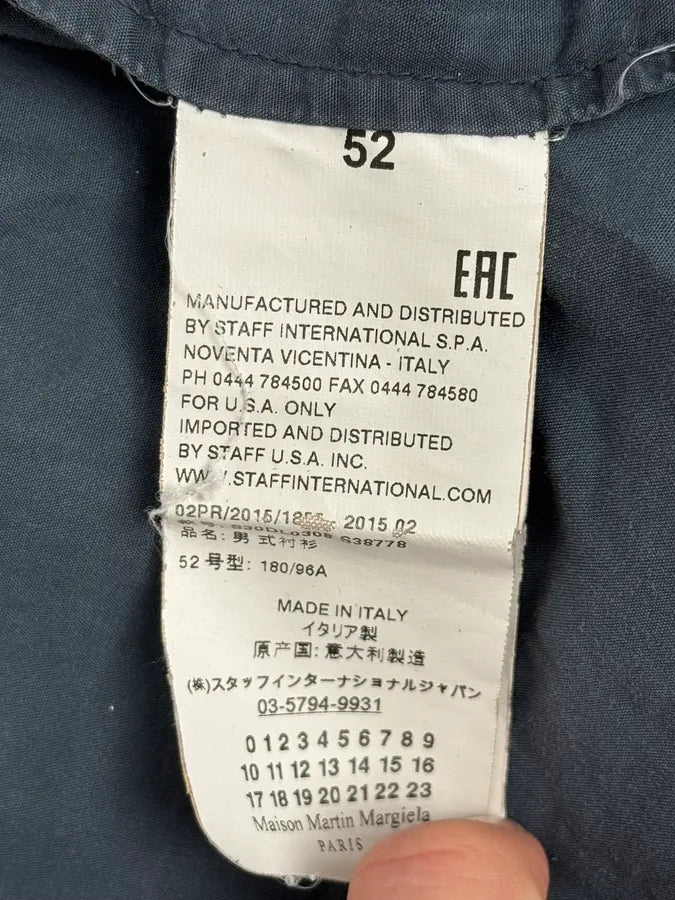 52
EAC
MANUFACTURED AND DISTRIBUTED
BY STAFF INTERNATIONAL S.P.A.
NOVENTA VICENTINA - ITALY
PH 0444 784500 FAX 0444 784580
FOR U.S.A. ONLY
IMPORTED AND DISTRIBUTED
BY STAFF U.S.A. INC.
.STAFFINTERNATIONAL.COM
2015 02
S38778
品名: 男式衬衫
52 号型: 180/96A
MADE IN ITALY
イタリア製
原产国: 意大利製造
(株)スタッフインターナショナルジャパン
03-5794-9931
0 1 2 3 4 5 6 7 8 9
10 11 12 13 14 15 16
17 18 19 20 21 22 23
Maison Martin Margiela
PARIS